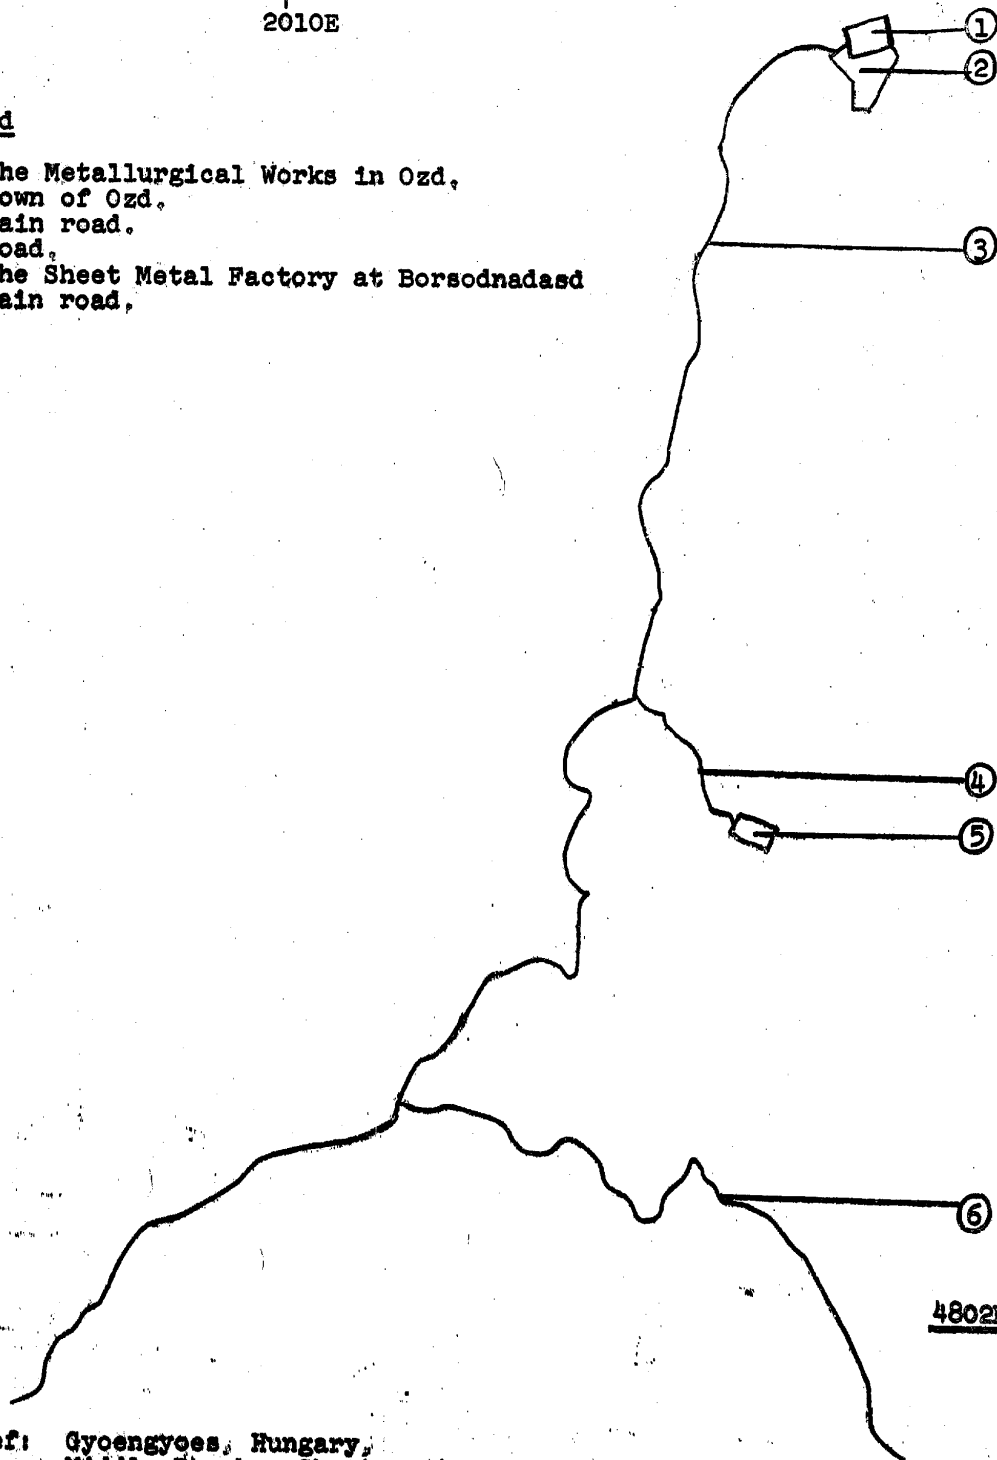 2010E
1
2
d
he Metallurgical Works in Ozd,
own of Ozd.
ain road.
oad,
he Sheet Metal Factory at Borsodnadasd
ain road,
3
4
5
6
4802
ef: Gyoengyoes, Hungary,